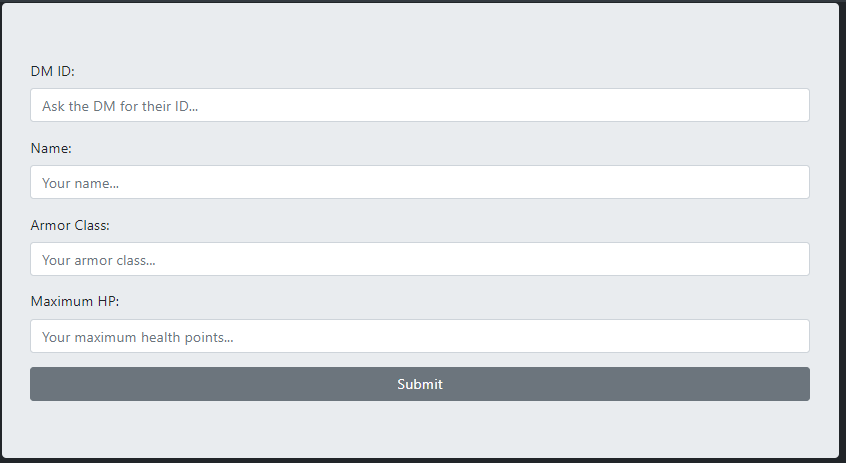 DM ID:
Ask the DM for their ID...
Name:
Your name...
Armor Class:
Your armor class...
Maximum HP:
Your maximum health points...
Submit